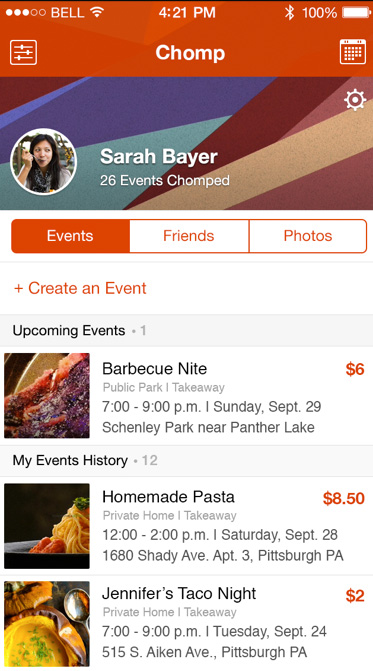 BELL 4:21 PM 100%
Chomp
Sarah Bayer
26 Events Chomped
Events Friends Photos
+ Create an Event
Upcoming Events • 1
Barbecue Nite $6
Public Park I Takeaway
7:00 - 9:00 p.m. I Sunday, Sept. 29
Schenley Park near Panther Lake
My Events History • 12
Homemade Pasta $8.50
Private Home I Takeaway
12:00 - 2:00 p.m. I Saturday, Sept. 28
1680 Shady Ave. Apt. 3, Pittsburgh PA
Jennifer’s Taco Night $2
Private Home I Takeaway
7:00 - 9:00 p.m. I Tuesday, Sept. 24
515 S. Aiken Ave., Pittsburgh PA